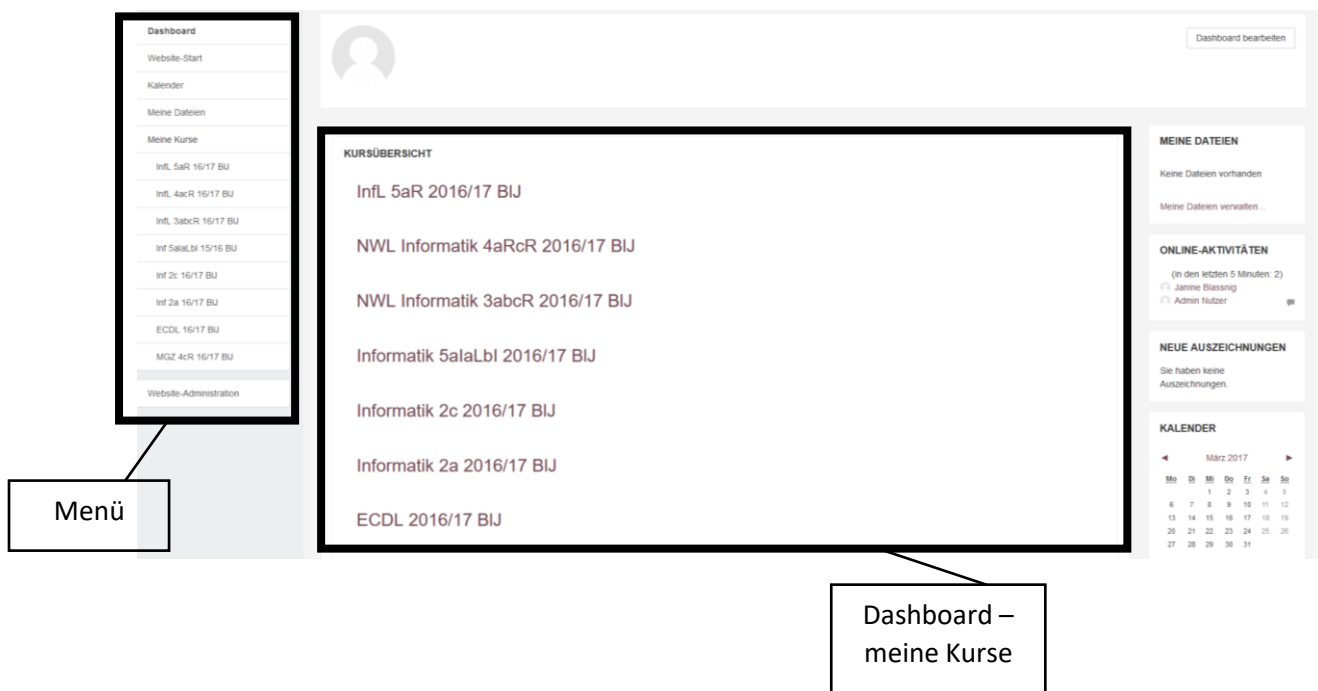 Dashboard
Website-Start
Kalender
Meine Dateien
Meine Kurse
InfL 5aR 16/17 BIJ
InfL 4acR 16/17 BIJ
InfL 3abcR 16/17 BIJ
Inf 5aIaLbI 15/16 BIJ
Inf 2c 16/17 BIJ
Inf 2a 16/17 BIJ
ECDL 16/17 BIJ
MGZ 4cR 16/17 BIJ
Website-Administration
Menü
Dashboard bearbeiten
KURSÜBERSICHT
InfL 5aR 2016/17 BIJ
NWL Informatik 4aRcR 2016/17 BIJ
NWL Informatik 3abcR 2016/17 BIJ
Informatik 5aIaLbI 2016/17 BIJ
Informatik 2c 2016/17 BIJ
Informatik 2a 2016/17 BIJ
ECDL 2016/17 BIJ
Dashboard –
meine Kurse
MEINE DATEIEN
Keine Dateien vorhanden
Meine Dateien verwalten...
ONLINE-AKTIVITÄTEN
(in den letzten 5 Minuten: 2)
Janine Blassnig
Admin Nutzer
NEUE AUSZEICHNUNGEN
Sie haben keine
Auszeichnungen.
KALENDER
◄ März 2017 ►
Mo Di Mi Do Fr Sa So
1 2 3 4 5
6 7 8 9 10 11 12
13 14 15 16 17 18 19
20 21 22 23 24 25 26
27 28 29 30 31